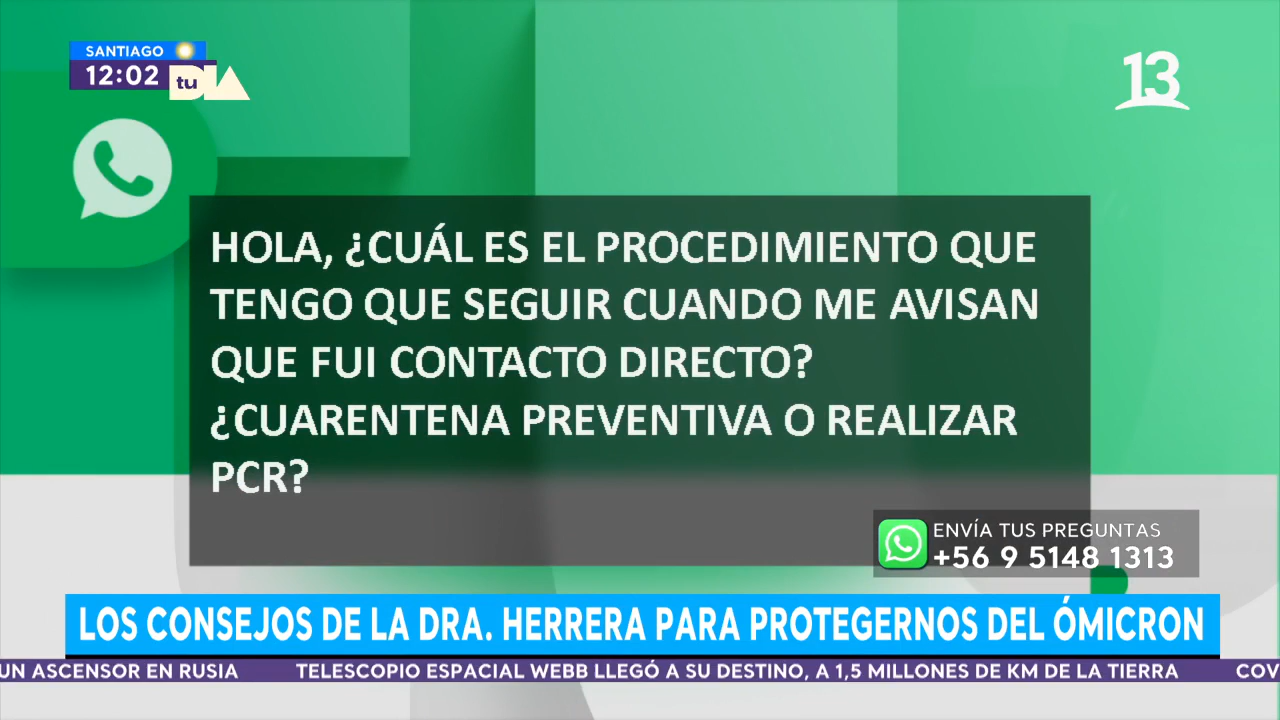 SANTIAGO
12:02
tu DIA
13
HOLA, ¿CUÁL ES EL PROCEDIMIENTO QUE
TENGO QUE SEGUIR CUANDO ME AVISAN
QUE FUI CONTACTO DIRECTO?
¿CUARENTENA PREVENTIVA O REALIZAR
PCR?
ENVÍA TUS PREGUNTAS
+56 9 5148 1313
LOS CONSEJOS DE LA DRA. HERRERA PARA PROTEGERNOS DEL ÓMICRON
UN ASCENSOR EN RUSIA TELESCOPIO ESPACIAL WEBB LLEGÓ A SU DESTINO, A 1,5 MILLONES DE KM DE LA TIERRA COV